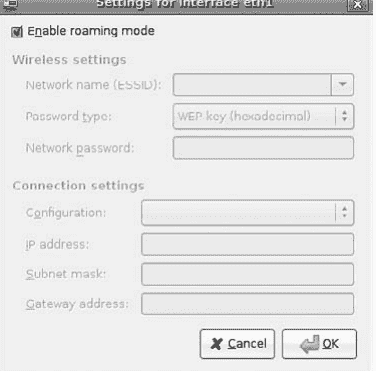 Settings for interface eth1
Enable roaming mode
Wireless settings
Network name (ESSID):
Password type: WEP key (hexadecimal)
Network password:
Connection settings
Configuration:
IP address:
Subnet mask:
Gateway address:
Cancel OK